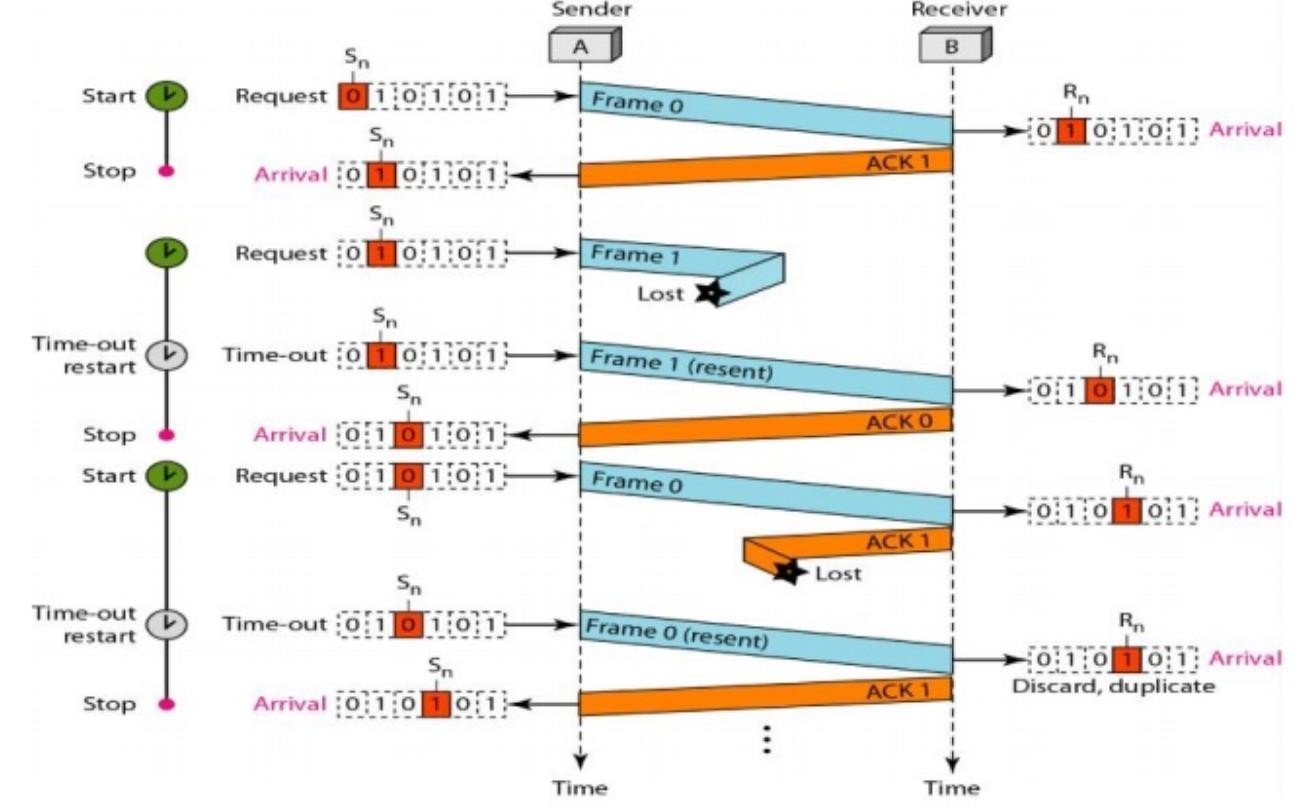 Sender Receiver
A B
Sn
Start Request 0 1 0 1 0 1 Frame 0 Rn
0 1 0 1 0 1 Arrival
Sn
Stop Arrival 0 1 0 1 0 1 ACK 1
Sn
Request 0 1 0 1 0 1 Frame 1
Lost
Sn
Time-out
restart
Time-out 0 1 0 1 0 1 Frame 1 (resent) Rn
0 1 0 1 0 1 Arrival
Sn
Stop Arrival 0 1 0 1 0 1 ACK 0
Start Request 0 1 0 1 0 1 Frame 0 Rn
Sn
0 1 0 1 0 1 Arrival
ACK 1
Lost
Sn
Time-out
restart
Time-out 0 1 0 1 0 1 Frame 0 (resent) Rn
0 1 0 1 0 1 Arrival
Discard, duplicate
Sn
Stop Arrival 0 1 0 1 0 1 ACK 1
Time Time